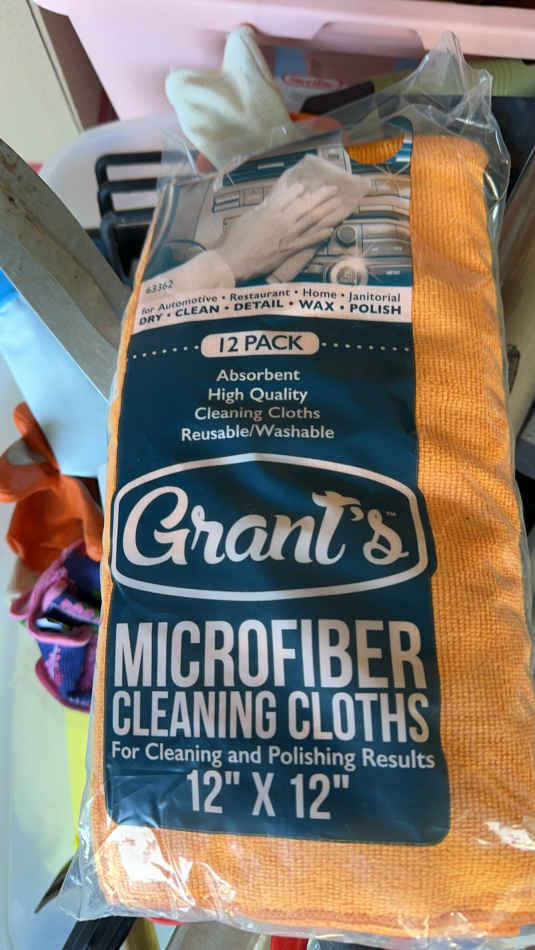 63362
for Automotive • Restaurant • Home • Janitorial
DRY • CLEAN • DETAIL • WAX • POLISH
12 PACK
Absorbent
High Quality
Cleaning Cloths
Reusable/Washable
Grant's™
MICROFIBER
CLEANING CLOTHS
For Cleaning and Polishing Results
12" X 12"